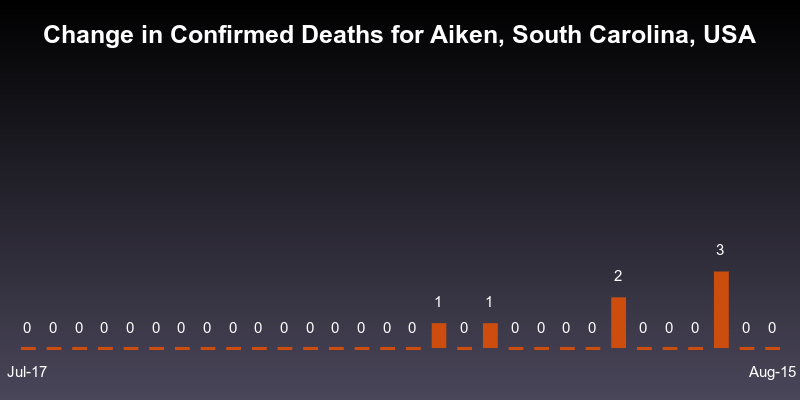 Change in Confirmed Deaths for Aiken, South Carolina, USA
3
2
1 1
0 0 0 0 0 0 0 0 0 0 0 0 0 0 0 0 0 0 0 0 0 0 0 0 0 0
Jul-17 Aug-15